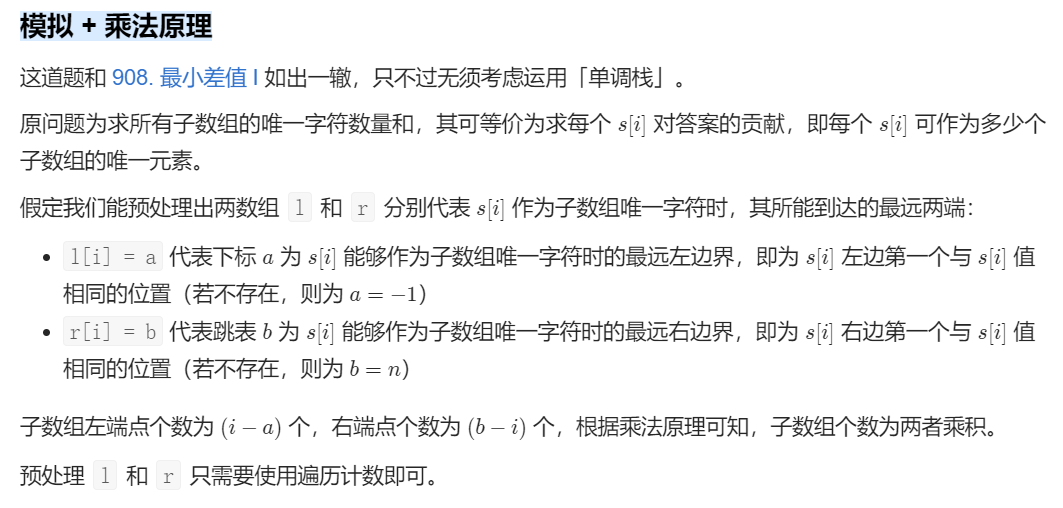 模拟 + 乘法原理
这道题和 908. 最小差值 I 如出一辙，只不过无须考虑运用「单调栈」。
原问题为求所有子数组的唯一字符数量和，其可等价为求每个 s[i] 对答案的贡献，即每个 s[i] 可作为多少个
子数组的唯一元素。
假定我们能预处理出两数组 l 和 r 分别代表 s[i] 作为子数组唯一字符时，其所能到达的最远两端：
• l[i] = a 代表下标 a 为 s[i] 能够作为子数组唯一字符时的最远左边界，即为 s[i] 左边第一个与 s[i] 值
相同的位置（若不存在，则为 a = −1）
• r[i] = b 代表跳表 b 为 s[i] 能够作为子数组唯一字符时的最远右边界，即为 s[i] 右边第一个与 s[i] 值
相同的位置（若不存在，则为 b = n）
子数组左端点个数为 (i − a) 个，右端点个数为 (b − i) 个，根据乘法原理可知，子数组个数为两者乘积。
预处理 l 和 r 只需要使用遍历计数即可。